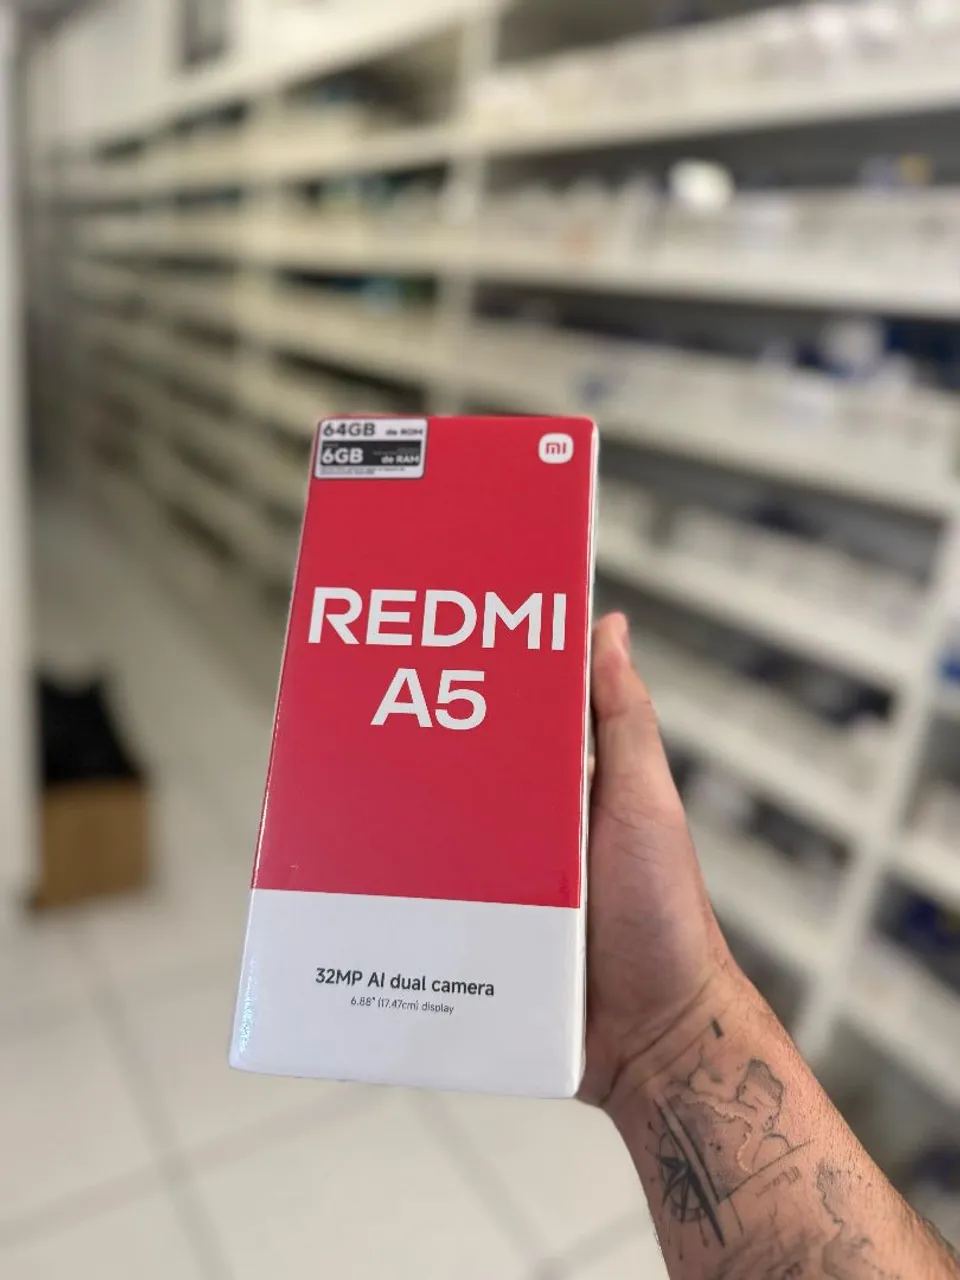 64GB de ROM
6GB
de RAM
mi
REDMI
A5
32MP AI dual camera
6.88" (17.47cm) display